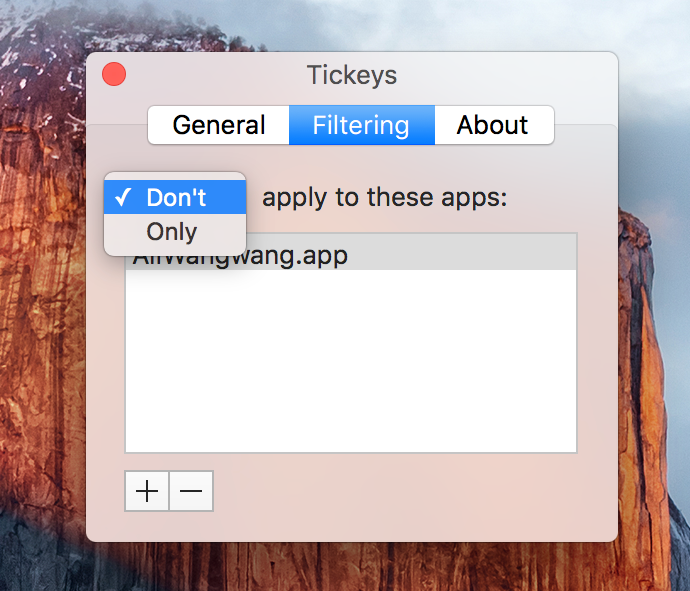 Tickeys
General Filtering About
✓ Don't apply to these apps:
Only
AliWangwang.app